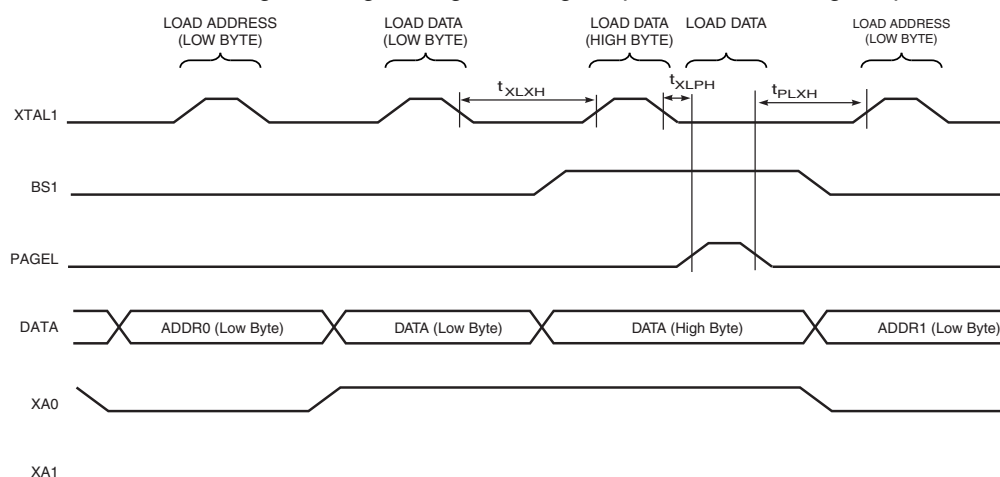 LOAD ADDRESS
(LOW BYTE)
LOAD DATA
(LOW BYTE)
LOAD DATA
(HIGH BYTE)
LOAD DATA
LOAD ADDRESS
(LOW BYTE)
tXLXH
tXLPH
tPLXH
XTAL1
BS1
PAGEL
DATA
ADDR0 (Low Byte)
DATA (Low Byte)
DATA (High Byte)
ADDR1 (Low Byte)
XA0
XA1